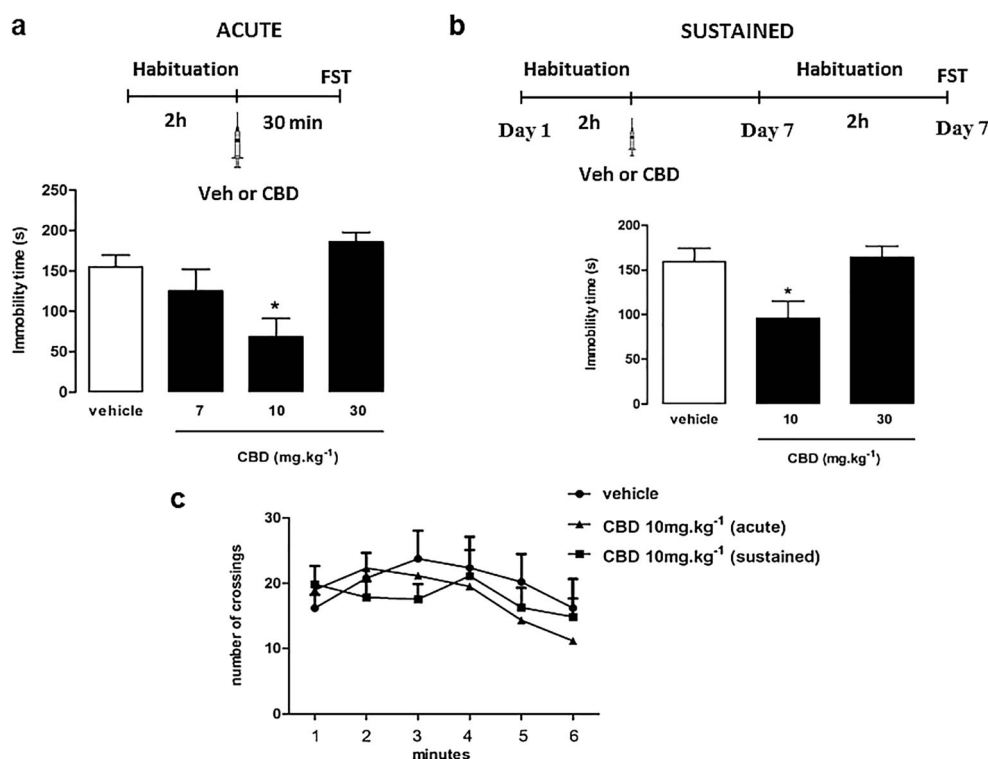 a
ACUTE
Habituation
FST
2h
30 min
Veh or CBD
Immobility time (s)
250
200
150
100
50
0
*
vehicle
7
10
30
CBD (mg.kg⁻¹)
b
SUSTAINED
Habituation
Habituation
FST
Day 1
2h
Day 7
2h
Day 7
Veh or CBD
Immobility time (s)
200
150
100
50
0
*
vehicle
10
30
CBD (mg.kg⁻¹)
c
vehicle
CBD 10mg.kg⁻¹ (acute)
CBD 10mg.kg⁻¹ (sustained)
number of crossings
30
20
10
0
1 2 3 4 5 6
minutes